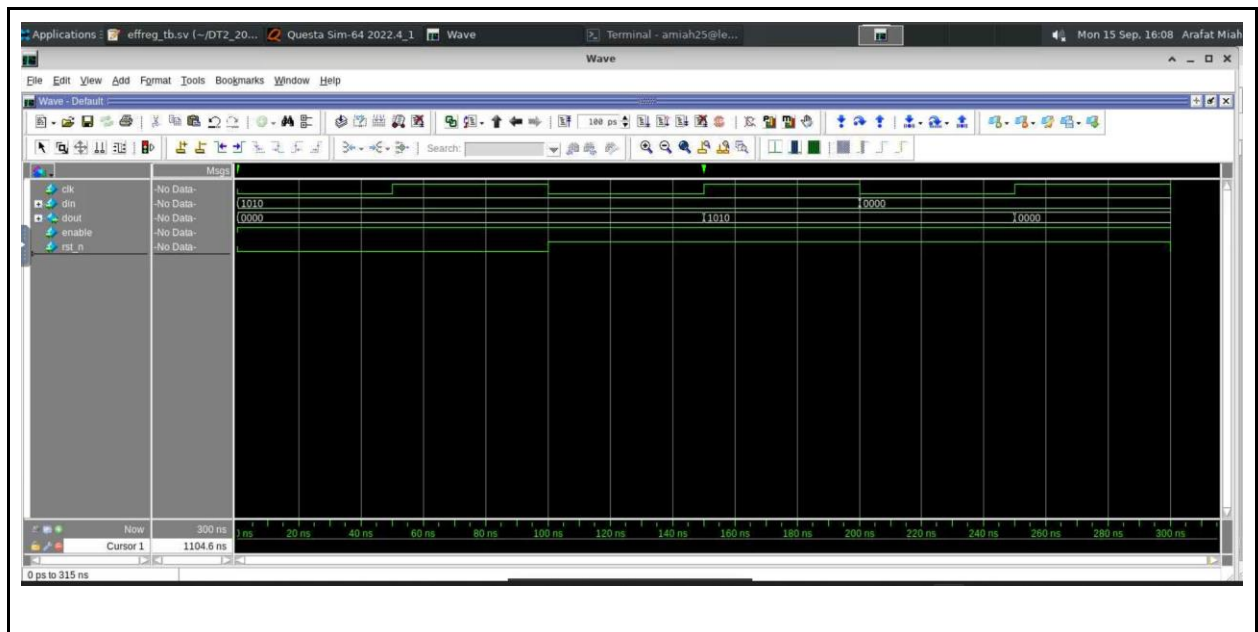 Applications effreg_tb.sv (~/DT2_20... Questa Sim-64 2022.4_1 Wave Terminal - amiah25@le... Mon 15 Sep, 16:08 Arafat Miah
Wave
File Edit View Add Format Tools Bookmarks Window Help
Wave - Default
100 ps
Search:
Msgs
clk -No Data-
din -No Data- 1010 0000
dout -No Data- 0000 1010 0000
enable -No Data-
rst_n -No Data-
Now 300 ns ns 20 ns 40 ns 60 ns 80 ns 100 ns 120 ns 140 ns 160 ns 180 ns 200 ns 220 ns 240 ns 260 ns 280 ns 300 ns
Cursor 1 1104.6 ns
0 ps to 315 ns